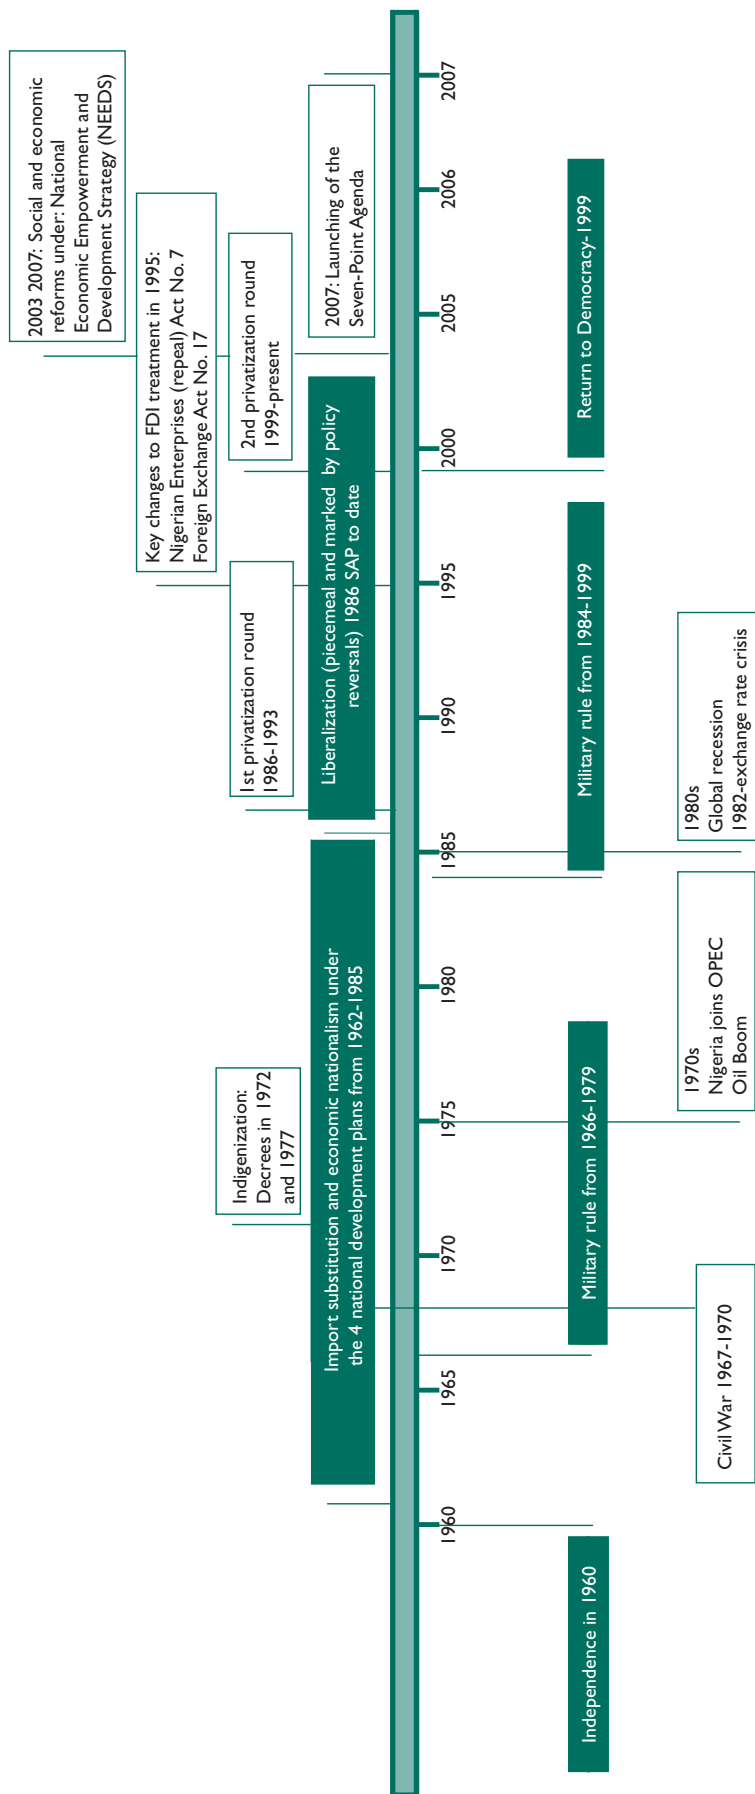 2003 2007: Social and economic
reforms under: National
Economic Empowerment and
Development Strategy (NEEDS)
Key changes to FDI treatment in 1995:
Nigerian Enterprises (repeal) Act No. 7
Foreign Exchange Act No. 17
Indigenization:
Decrees in 1972
and 1977
1st privatization round
1986-1993
2nd privatization round
1999-present
Import substitution and economic nationalism under
the 4 national development plans from 1962-1985
Liberalization (piecemeal and marked by policy
reversals) 1986 SAP to date
2007: Launching of the
Seven-Point Agenda
1960
1965
1970
1975
1980
1985
1990
1995
2000
2005
2006
2007
Independence in 1960
Military rule from 1966-1979
Military rule from 1984-1999
Return to Democracy-1999
Civil War 1967-1970
1970s
Nigeria joins OPEC
Oil Boom
1980s
Global recession
1982-exchange rate crisis